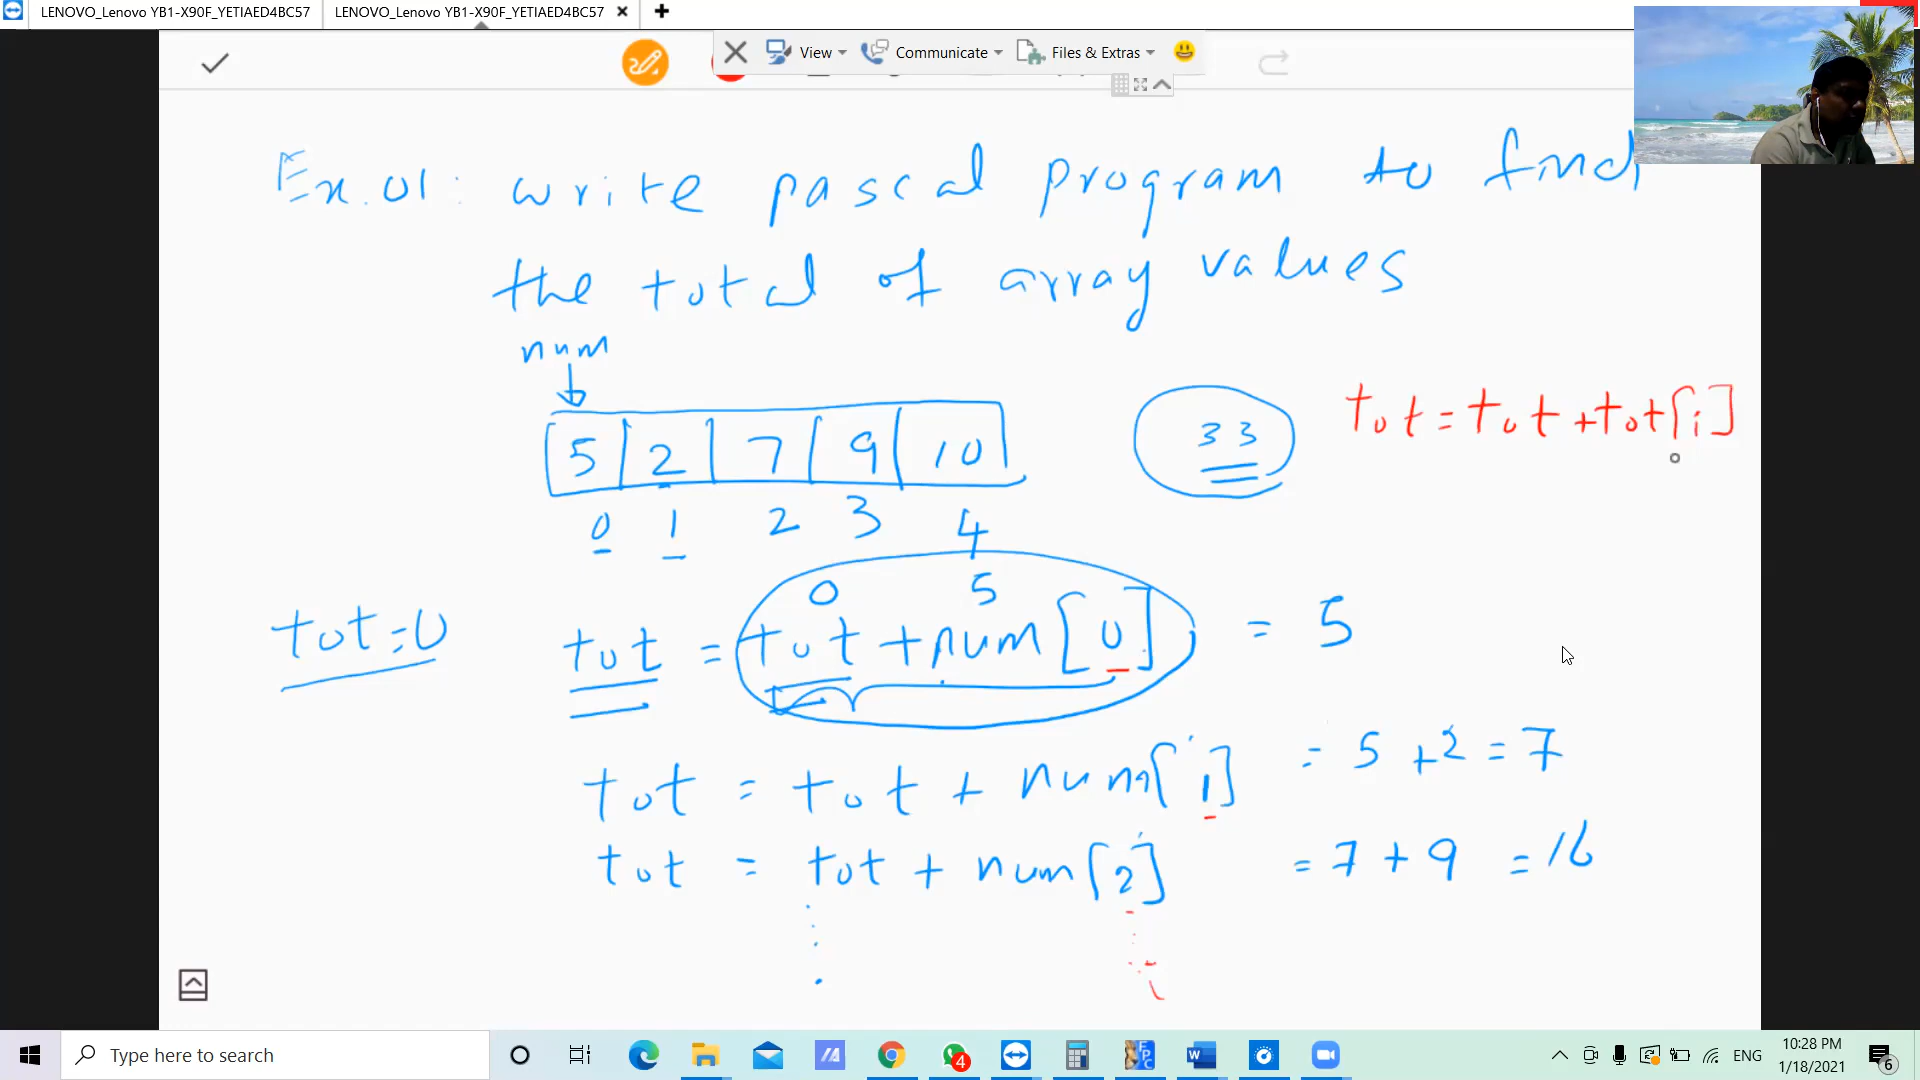 LENOVO_Lenovo YB1-X90F_YETIAED4BC57 LENOVO_Lenovo YB1-X90F_YETIAED4BC57
View Communicate Files & Extras
Ex.01: write pascal program to find
the total of array values
num
5 2 7 9 10
33
tot = tot + tot[i]
0 1 2 3 4
0 5
tot=0 tot = tot + num[0] = 5
tot = tot + num[1] = 5 + 2 = 7
tot = tot + num[2] = 7 + 9 = 16
Type here to search
4
FPC
ENG
10:28 PM
1/18/2021
6